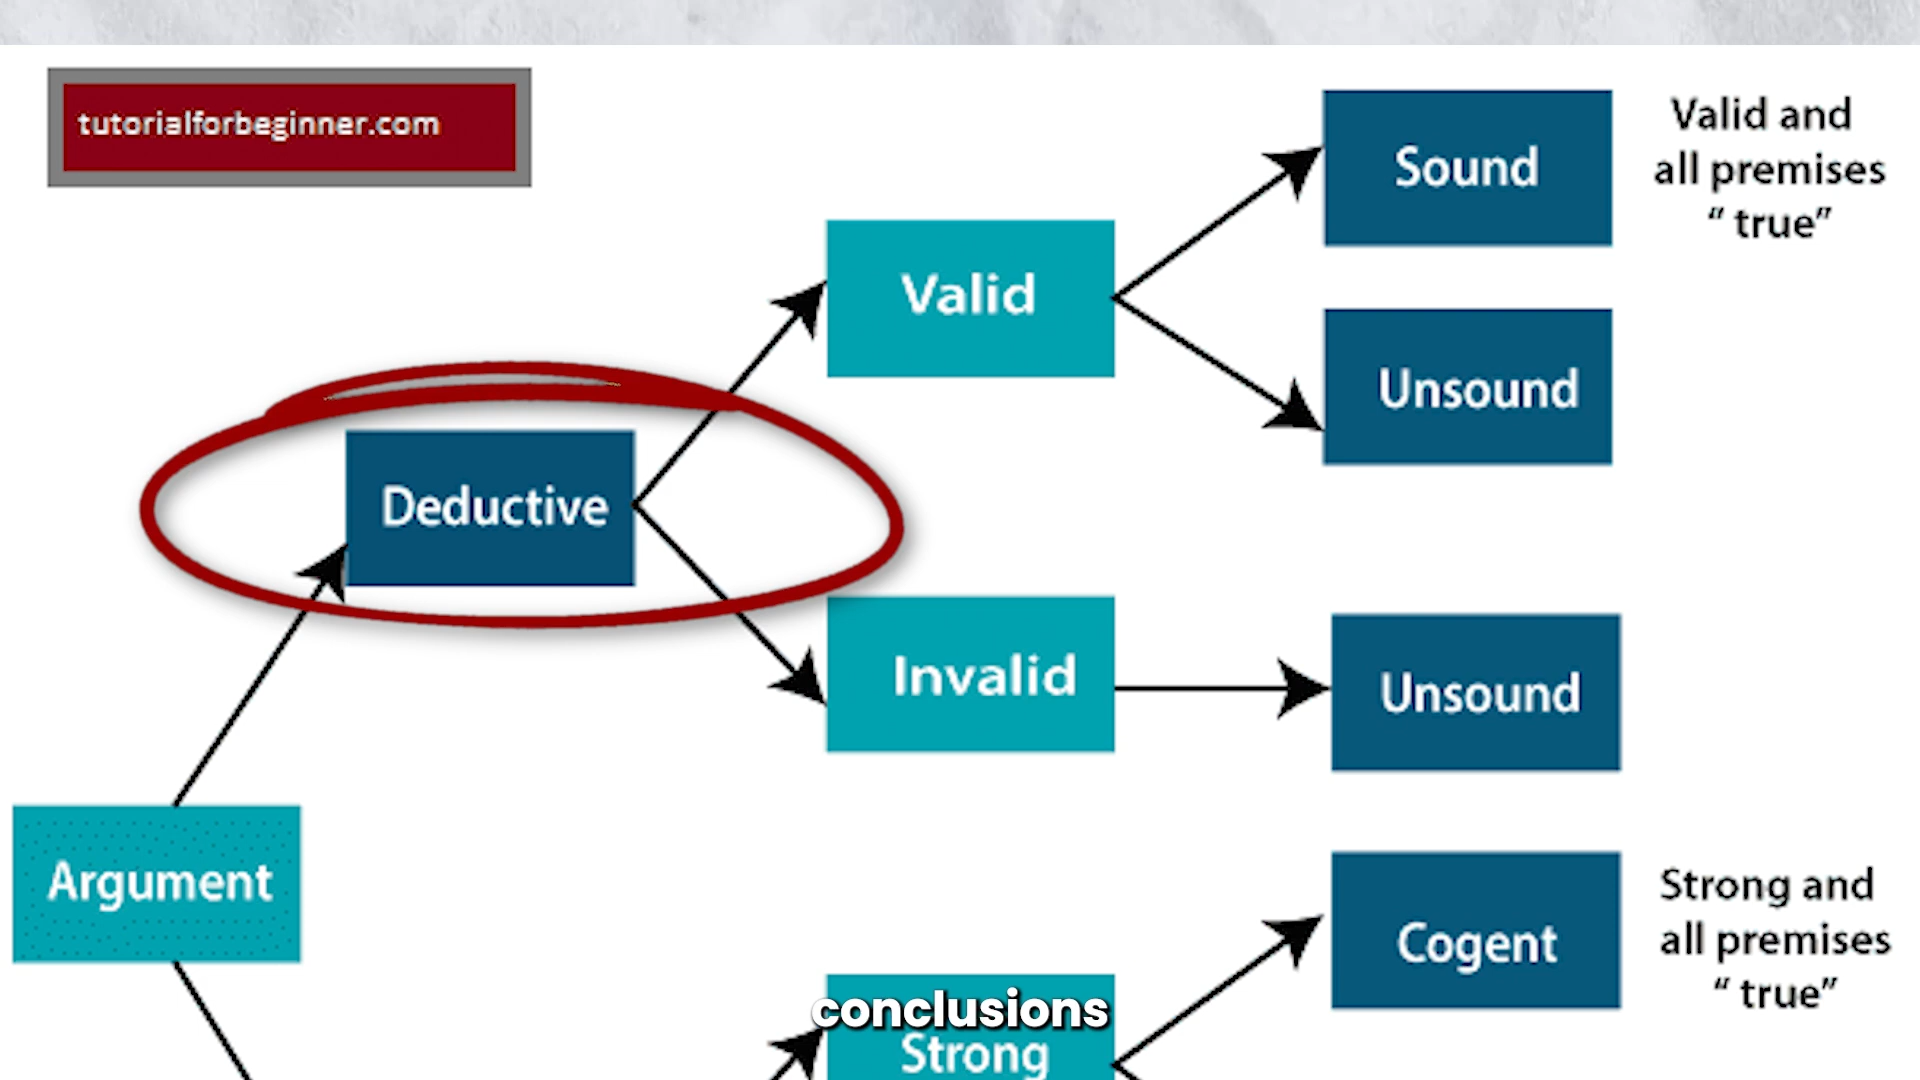 tutorialforbeginner.com
Sound
Valid and
all premises
“ true”
Valid
Unsound
Deductive
Invalid
Unsound
Argument
Cogent
Strong and
all premises
“ true”
conclusions
Strong